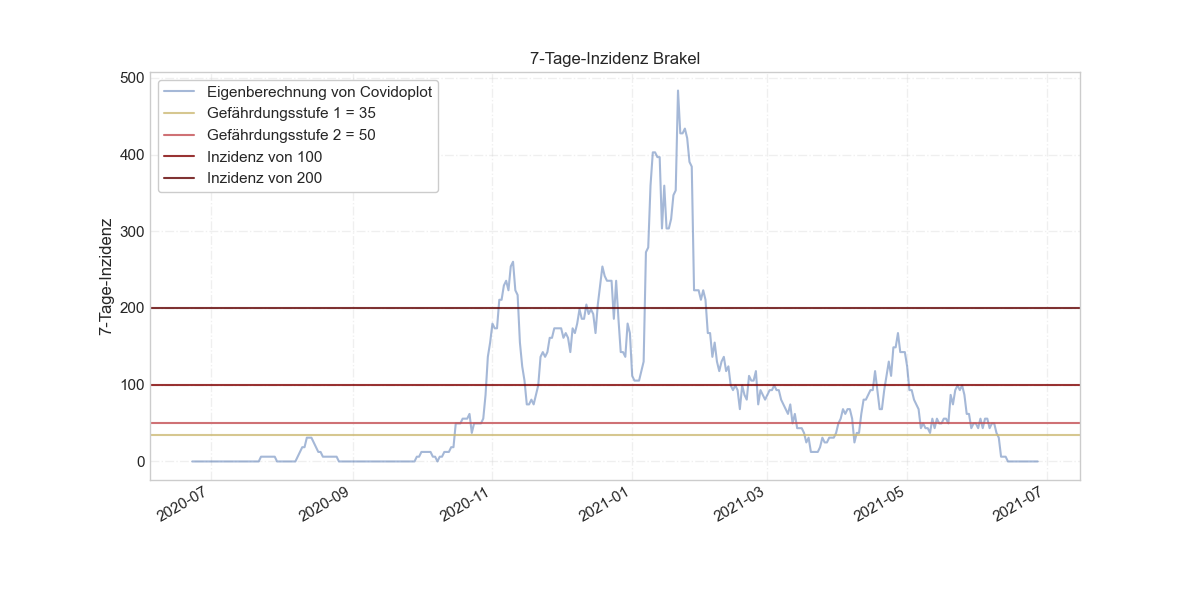 7-Tage-Inzidenz Brakel
500
400
300
200
100
0
7-Tage-Inzidenz
Eigenberechnung von Covidoplot
Gefährdungsstufe 1 = 35
Gefährdungsstufe 2 = 50
Inzidenz von 100
Inzidenz von 200
2020-07
2020-09
2020-11
2021-01
2021-03
2021-05
2021-07